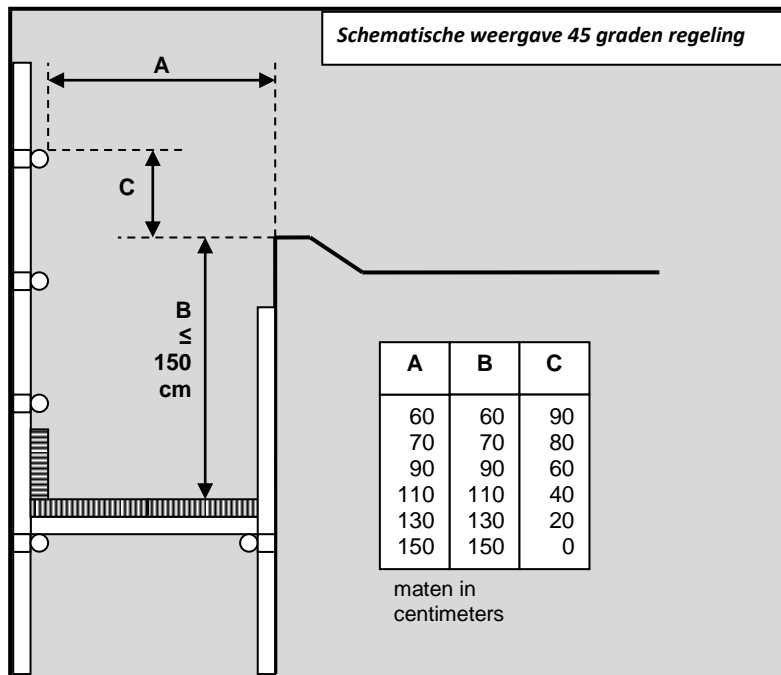 Schematische weergave 45 graden regeling
A
C
B
≤
150
cm
A B C
60 60 90
70 70 80
90 90 60
110 110 40
130 130 20
150 150 0
maten in
centimeters